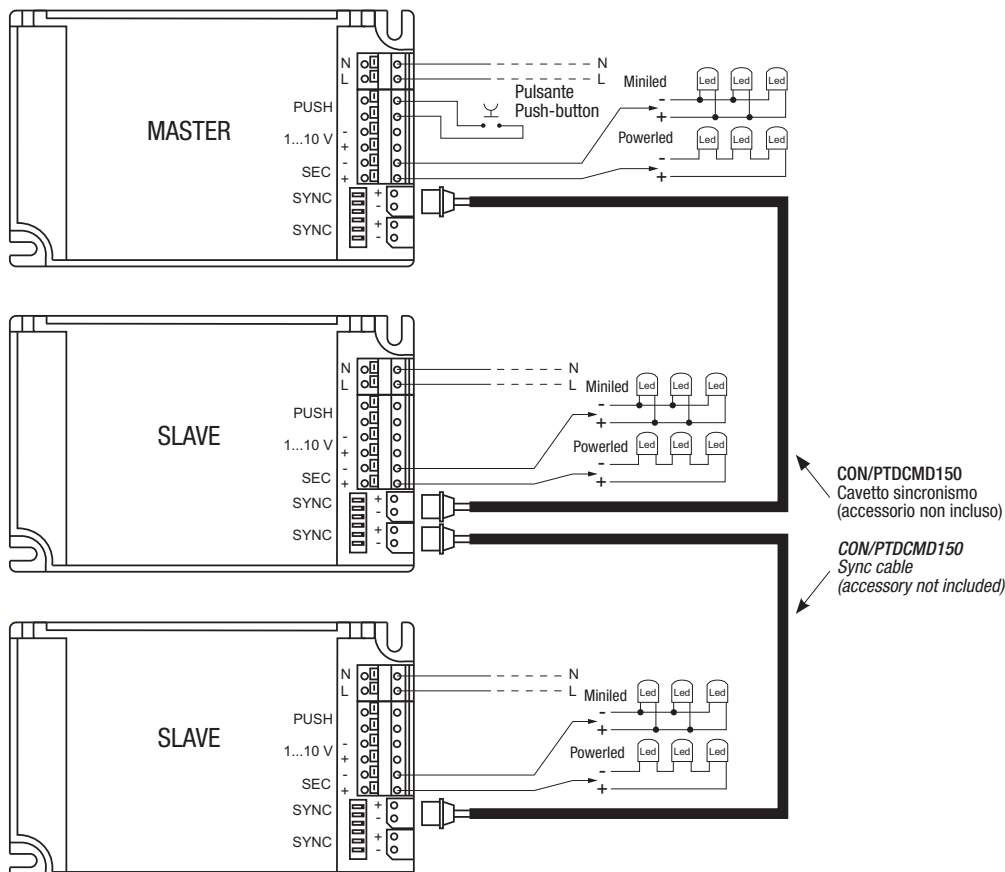 MASTER
N
L
PUSH
1...10 V
-
+
SEC
-
+
SYNC
+
-
SYNC
+
-
N
L
Pulsante
Push-button
Miniled
Led Led Led
-
+
Powerled
Led Led Led
-
+
SLAVE
N
L
PUSH
1...10 V
-
+
SEC
-
+
SYNC
+
-
SYNC
+
-
N
L
Miniled
Led Led Led
-
+
Powerled
Led Led Led
-
+
CON/PTDCMD150
Cavetto sincronismo
(accessorio non incluso)
CON/PTDCMD150
Sync cable
(accessory not included)
SLAVE
N
L
PUSH
1...10 V
-
+
SEC
-
+
SYNC
+
-
SYNC
+
-
N
L
Miniled
Led Led Led
-
+
Powerled
Led Led Led
-
+